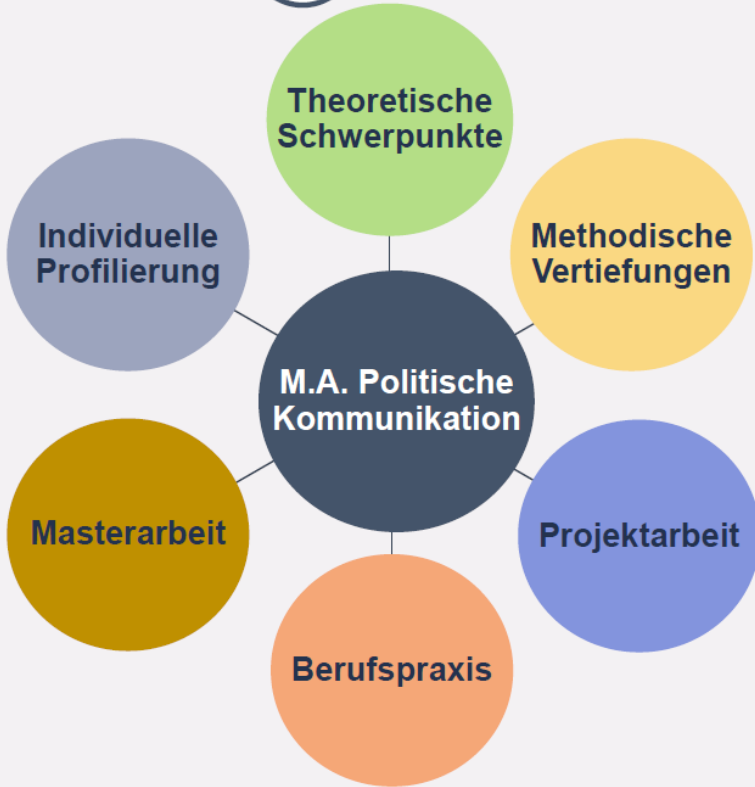 Theoretische
Schwerpunkte
Individuelle
Profilierung
Methodische
Vertiefungen
M.A. Politische
Kommunikation
Masterarbeit
Projektarbeit
Berufspraxis